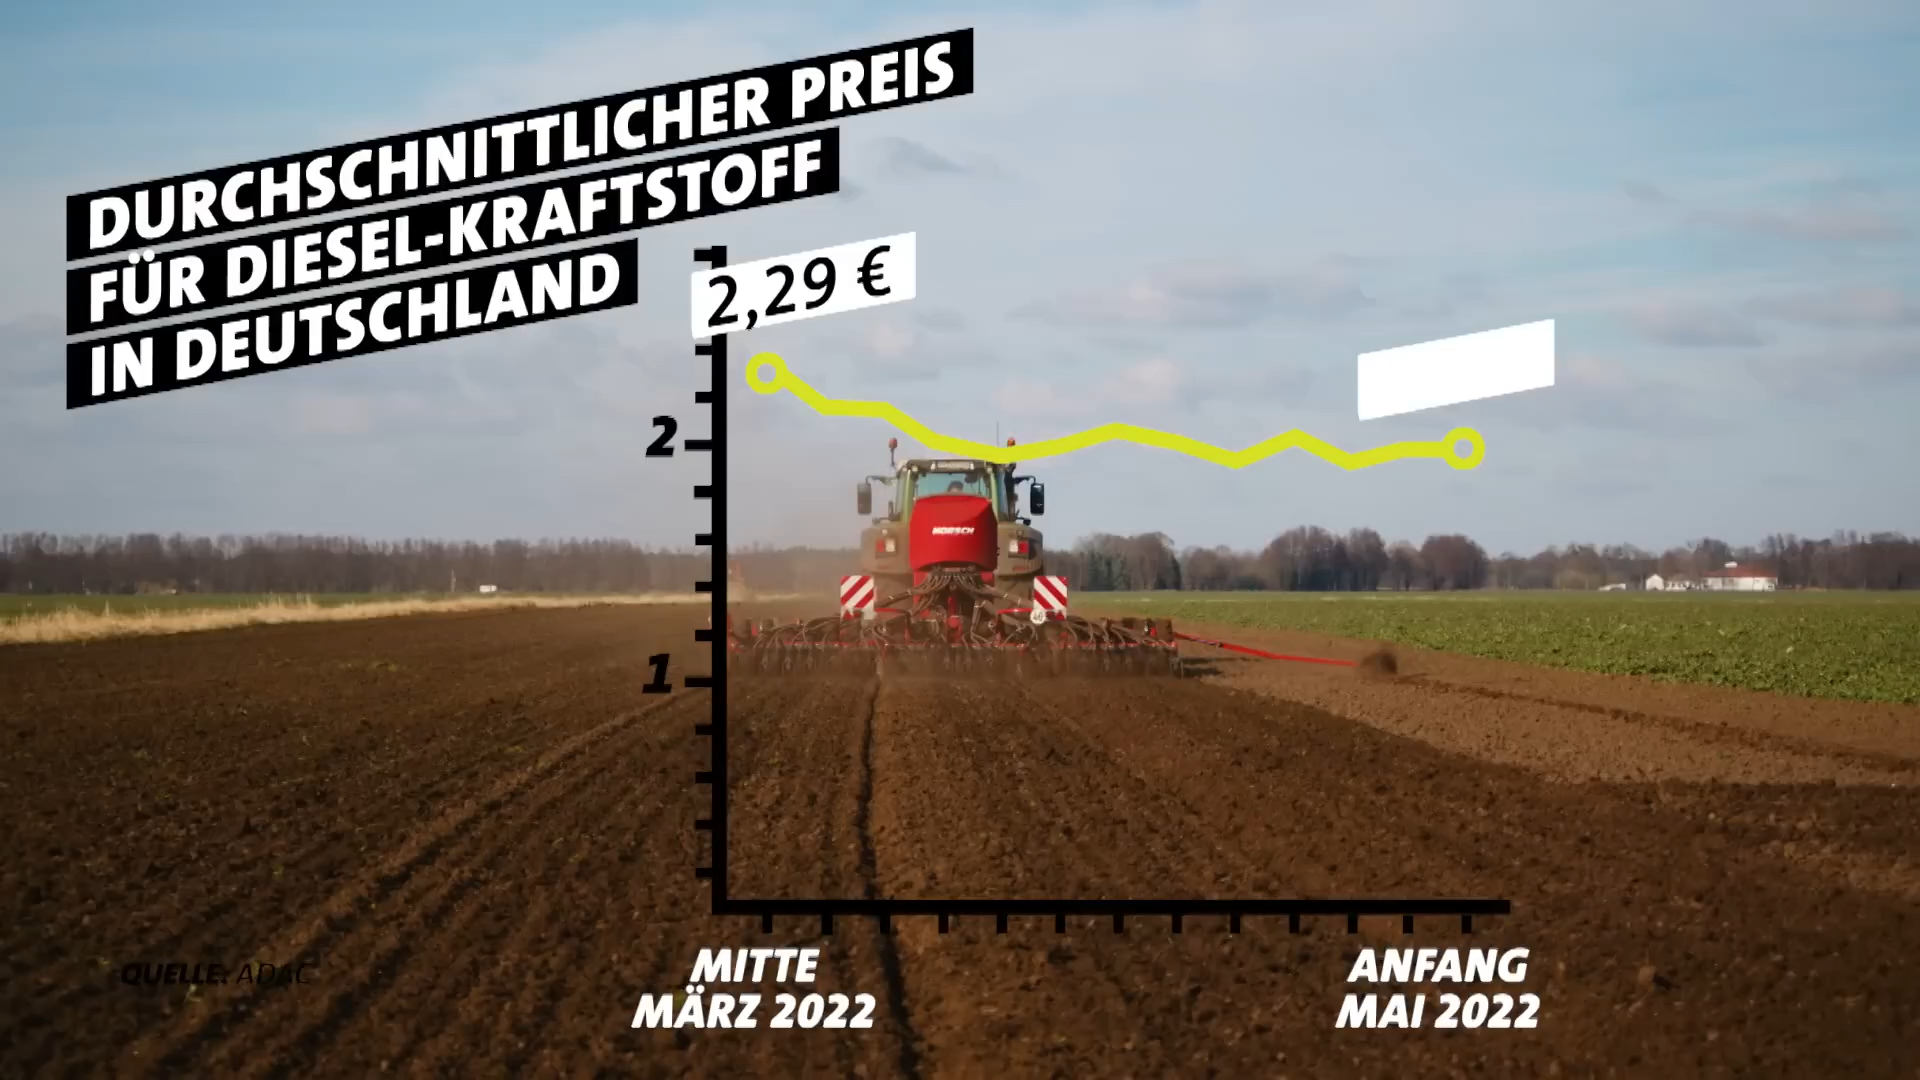 DURCHSCHNITTLICHER PREIS
FÜR DIESEL-KRAFTSTOFF
IN DEUTSCHLAND
2,29 €
2
1
HORSCH
MITTE
MÄRZ 2022
ANFANG
MAI 2022
QUELLE: ADAC